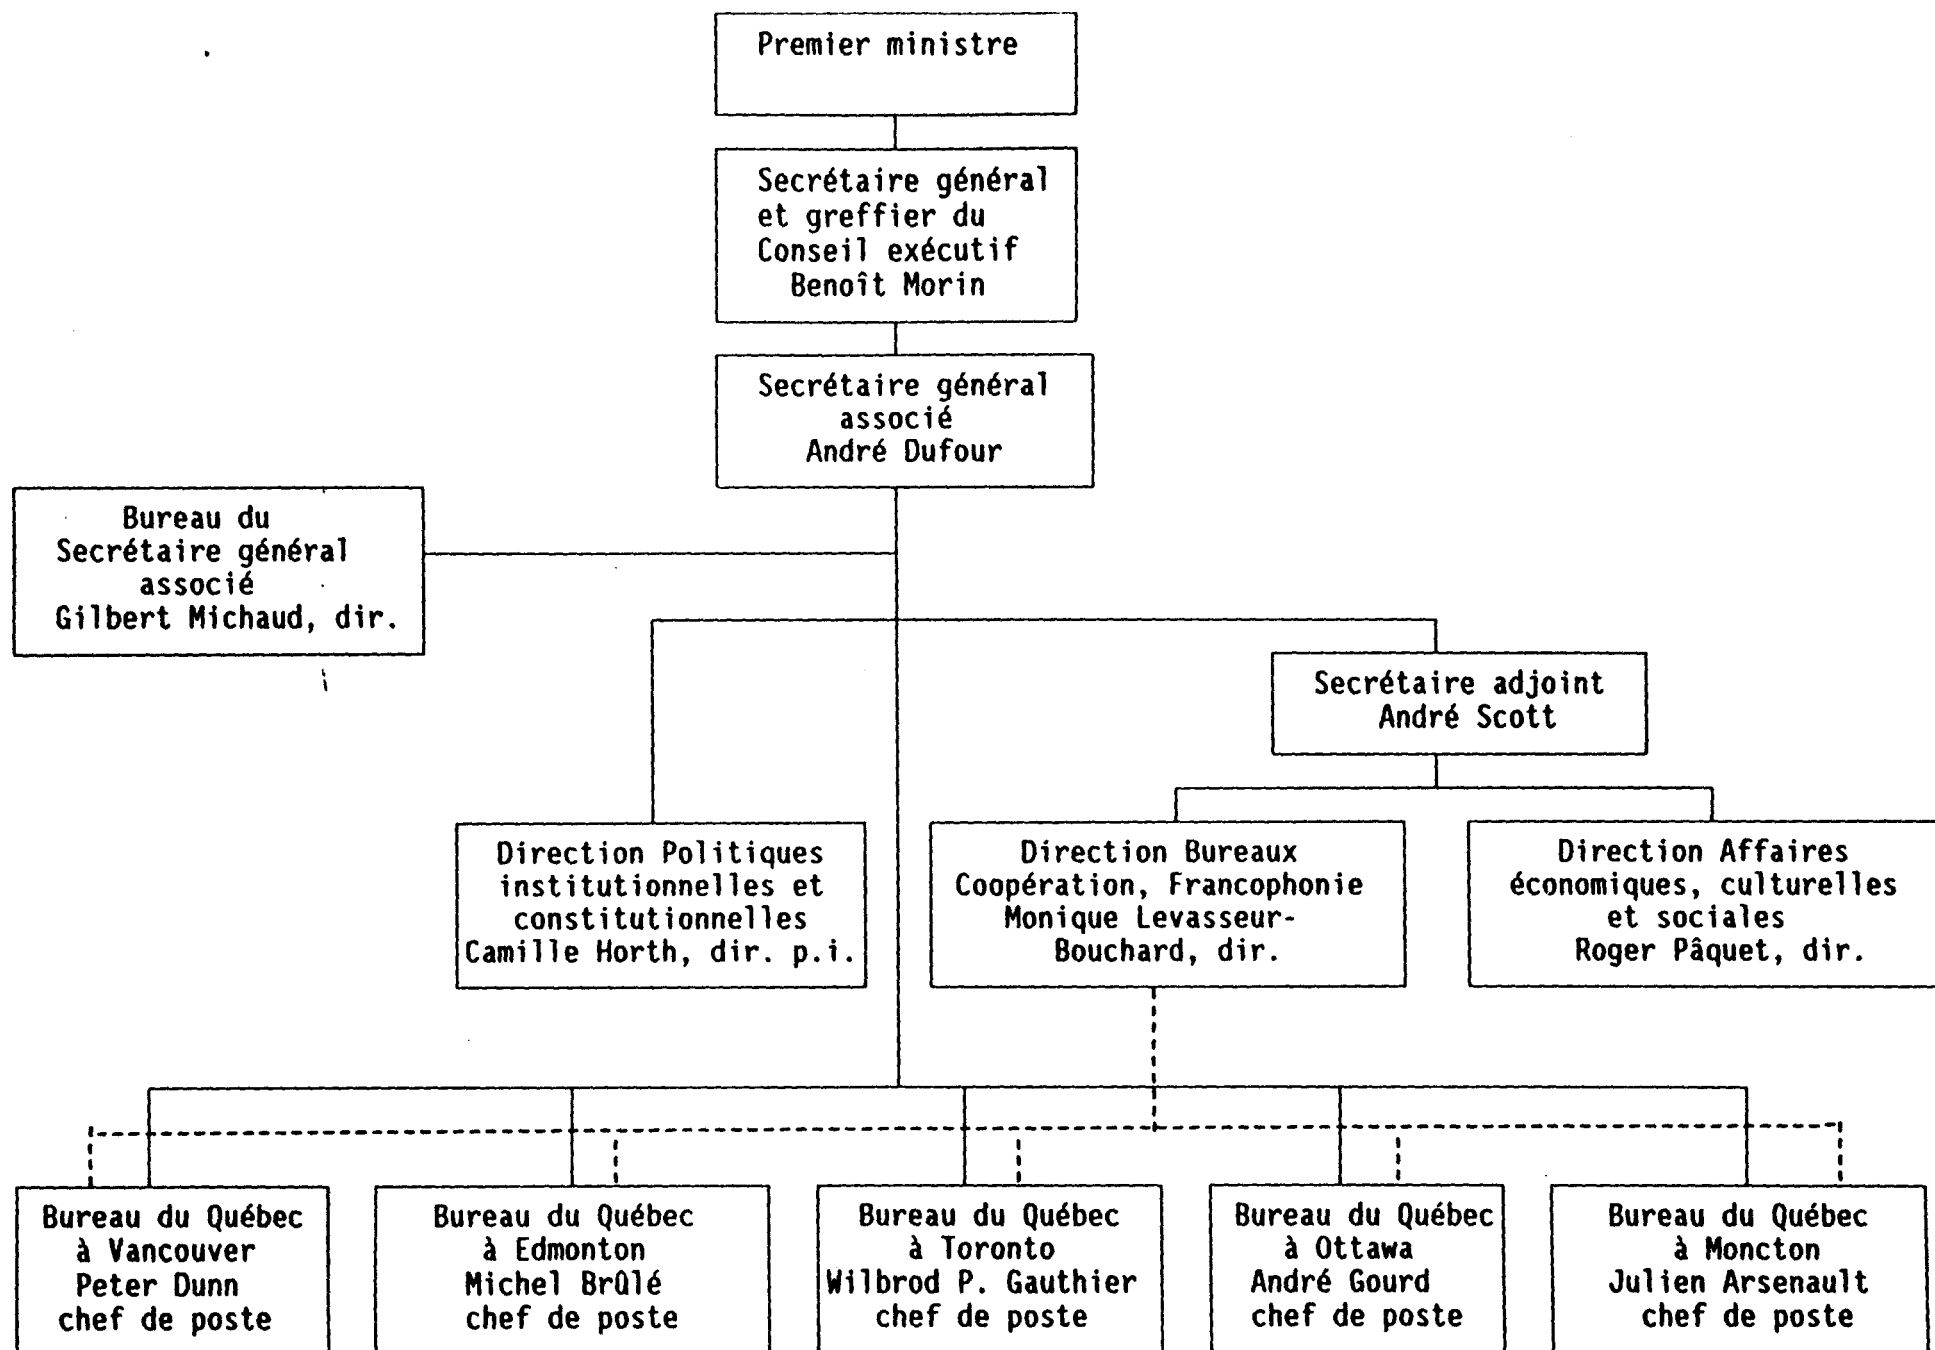 Premier ministre
Secrétaire général
et greffier du
Conseil exécutif
Benoît Morin
Secrétaire général
associé
André Dufour
Bureau du
Secrétaire général
associé
Gilbert Michaud, dir.
Secrétaire adjoint
André Scott
Direction Politiques
institutionnelles et
constitutionnelles
Camille Horth, dir. p.i.
Direction Bureaux
Coopération, Francophonie
Monique Levasseur-
Bouchard, dir.
Direction Affaires
économiques, culturelles
et sociales
Roger Pâquet, dir.
Bureau du Québec
à Vancouver
Peter Dunn
chef de poste
Bureau du Québec
à Edmonton
Michel Brûlé
chef de poste
Bureau du Québec
à Toronto
Wilbrod P. Gauthier
chef de poste
Bureau du Québec
à Ottawa
André Gourd
chef de poste
Bureau du Québec
à Moncton
Julien Arsenault
chef de poste